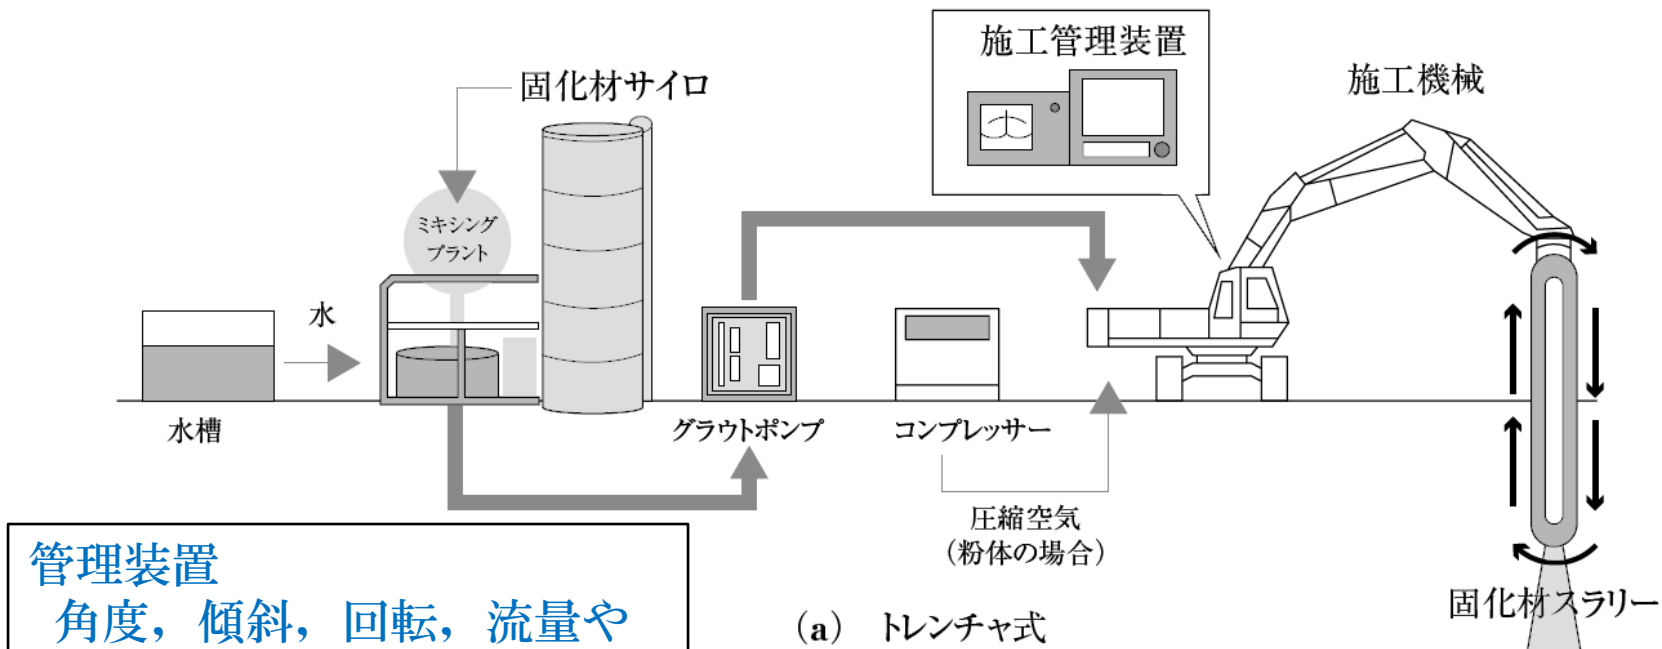 施工管理装置
施工機械
固化材サイロ
ミキシング
プラント
水
水槽
グラウトポンプ
コンプレッサー
圧縮空気
（粉体の場合）
固化材スラリー
管理装置
角度，傾斜，回転，流量や
(a) トレンチャ式